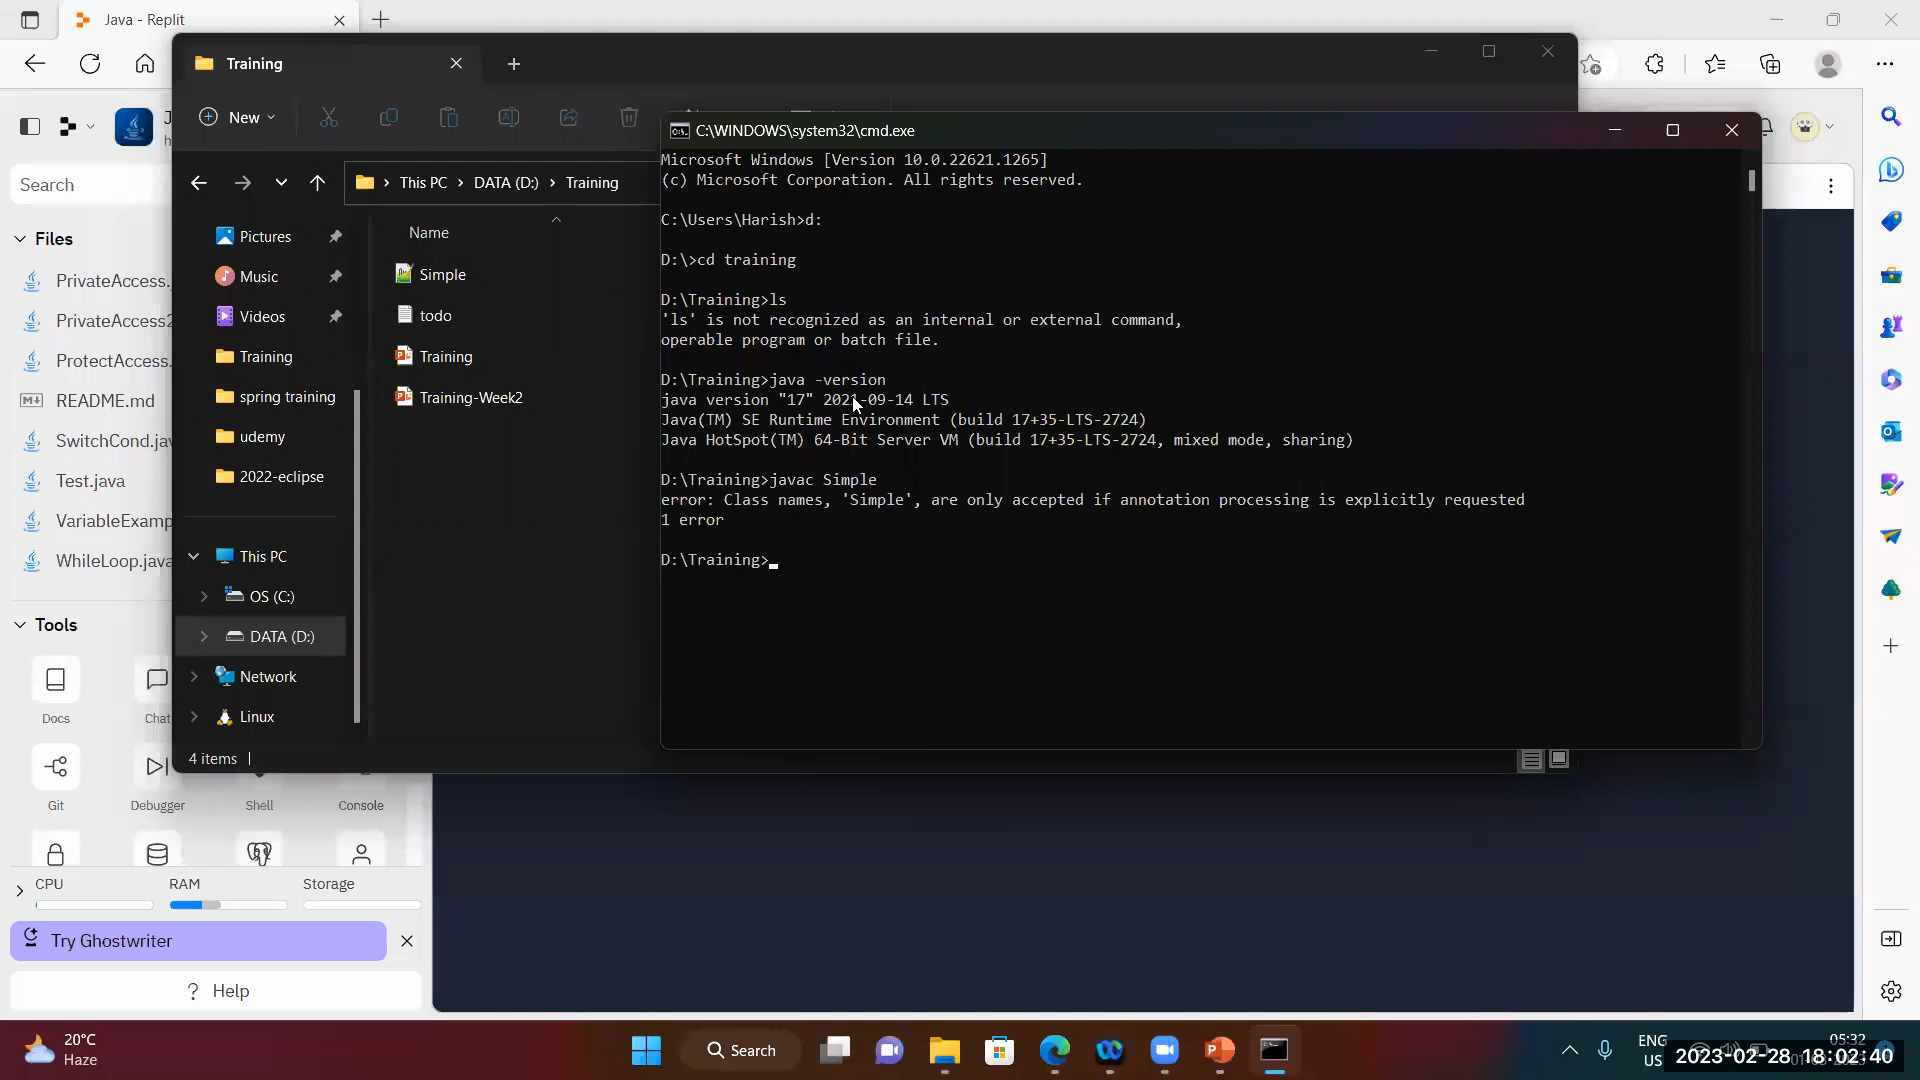 Java - Replit
Training
New
This PC > DATA (D:) > Training
Search
Files
PrivateAccess.
PrivateAccess2
ProtectAccess.
README.md
SwitchCond.jav
Test.java
VariableExamp
WhileLoop.java
Tools
Docs
Chat
Git
Debugger
Shell
Console
CPU
RAM
Storage
Try Ghostwriter
? Help
Pictures
Music
Videos
Training
spring training
udemy
2022-eclipse
This PC
OS (C:)
DATA (D:)
Network
Linux
4 items
Name
Simple
todo
Training
Training-Week2
C:\WINDOWS\system32\cmd.exe
Microsoft Windows [Version 10.0.22621.1265]
(c) Microsoft Corporation. All rights reserved.
C:\Users\Harish>d:
D:\>cd training
D:\Training>ls
'ls' is not recognized as an internal or external command,
operable program or batch file.
D:\Training>java -version
java version "17" 2021-09-14 LTS
Java(TM) SE Runtime Environment (build 17+35-LTS-2724)
Java HotSpot(TM) 64-Bit Server VM (build 17+35-LTS-2724, mixed mode, sharing)
D:\Training>javac Simple
error: Class names, 'Simple', are only accepted if annotation processing is explicitly requested
1 error
D:\Training>
20°C
Haze
Search
ENG
US
05:32
2023-02-28 18:02:40